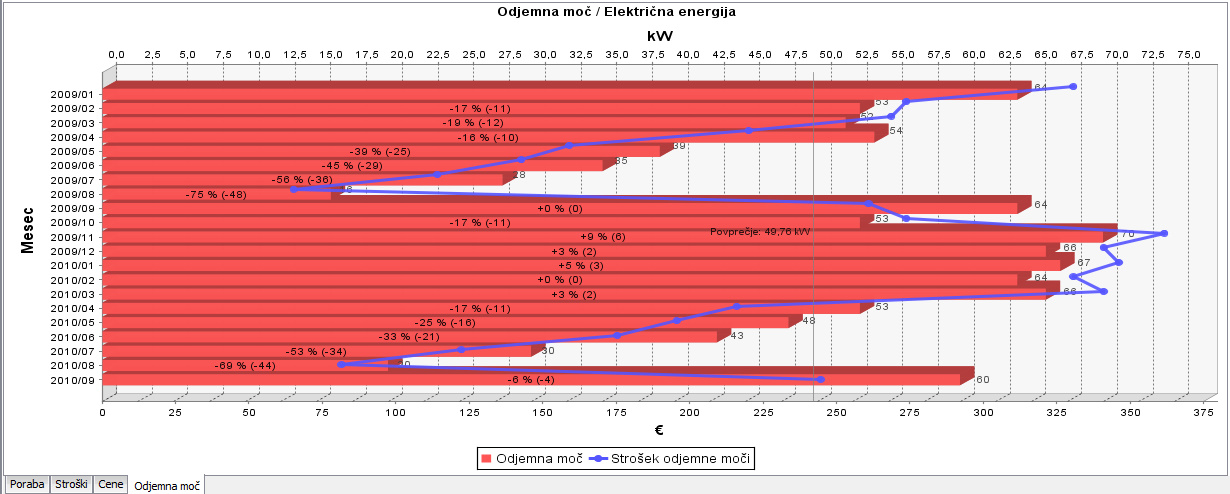 Odjemna moč / Električna energija
kW
0,0 2,5 5,0 7,5 10,0 12,5 15,0 17,5 20,0 22,5 25,0 27,5 30,0 32,5 35,0 37,5 40,0 42,5 45,0 47,5 50,0 52,5 55,0 57,5 60,0 62,5 65,0 67,5 70,0 72,5 75,0
Mesec
2009/01 64
2009/02 -17 % (-11) 53
2009/03 -19 % (-12) 52
2009/04 -16 % (-10) 54
2009/05 -39 % (-25) 39
2009/06 -45 % (-29) 35
2009/07 -56 % (-36) 28
2009/08 -75 % (-48)
2009/09 +0 % (0) 64
2009/10 -17 % (-11) 53
Povprečje: 49,76 kW
2009/11 +9 % (6) 70
2009/12 +3 % (2) 66
2010/01 +5 % (3) 67
2010/02 +0 % (0) 64
2010/03 +3 % (2) 66
2010/04 -17 % (-11) 53
2010/05 -25 % (-16) 48
2010/06 -33 % (-21) 43
2010/07 -53 % (-34) 30
2010/08 -69 % (-44) 20
2010/09 -6 % (-4) 60
0 25 50 75 100 125 150 175 200 225 250 275 300 325 350 375
€
Odjemna moč Strošek odjemne moči
Poraba Stroški Cene Odjemna moč